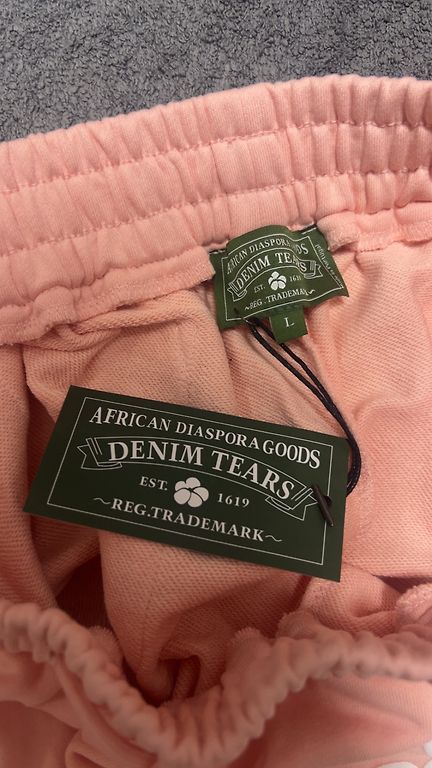 AFRICAN DIASPORA GOODS
DENIM TEARS
EST. 1619
~REG. TRADEMARK~
L
AFRICAN DIASPORA GOODS
DENIM TEARS
EST. 1619
~REG.TRADEMARK~